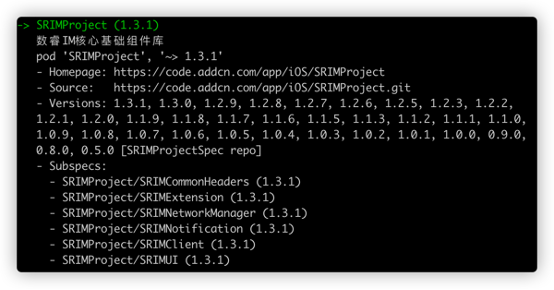 -> SRIMProject (1.3.1)
数睿IM核心基础组件库
pod 'SRIMProject', '~> 1.3.1'
- Homepage: https://code.addcn.com/app/iOS/SRIMProject
- Source:   https://code.addcn.com/app/iOS/SRIMProject.git
- Versions: 1.3.1, 1.3.0, 1.2.9, 1.2.8, 1.2.7, 1.2.6, 1.2.5, 1.2.3, 1.2.2,
1.2.1, 1.2.0, 1.1.9, 1.1.8, 1.1.7, 1.1.6, 1.1.5, 1.1.3, 1.1.2, 1.1.1, 1.1.0,
1.0.9, 1.0.8, 1.0.7, 1.0.6, 1.0.5, 1.0.4, 1.0.3, 1.0.2, 1.0.1, 1.0.0, 0.9.0,
0.8.0, 0.5.0 [SRIMProjectSpec repo]
- Subspecs:
- SRIMProject/SRIMCommonHeaders (1.3.1)
- SRIMProject/SRIMExtension (1.3.1)
- SRIMProject/SRIMNetworkManager (1.3.1)
- SRIMProject/SRIMNotification (1.3.1)
- SRIMProject/SRIMClient (1.3.1)
- SRIMProject/SRIMUI (1.3.1)